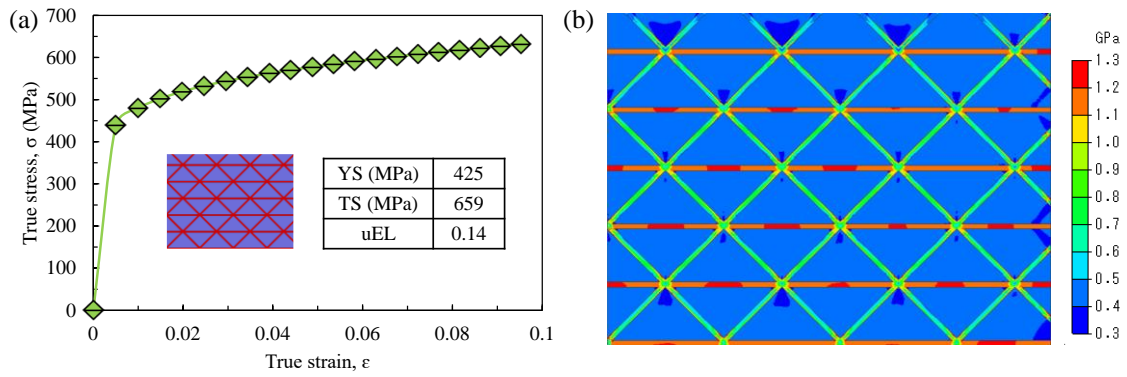 (a)
True stress, σ (MPa)
700
600
500
400
300
200
100
0
YS (MPa) 425
TS (MPa) 659
uEL 0.14
0 0.02 0.04 0.06 0.08 0.1
True strain, ε
(b)
GPa
1.3
1.2
1.1
1.0
0.9
0.8
0.7
0.6
0.5
0.4
0.3